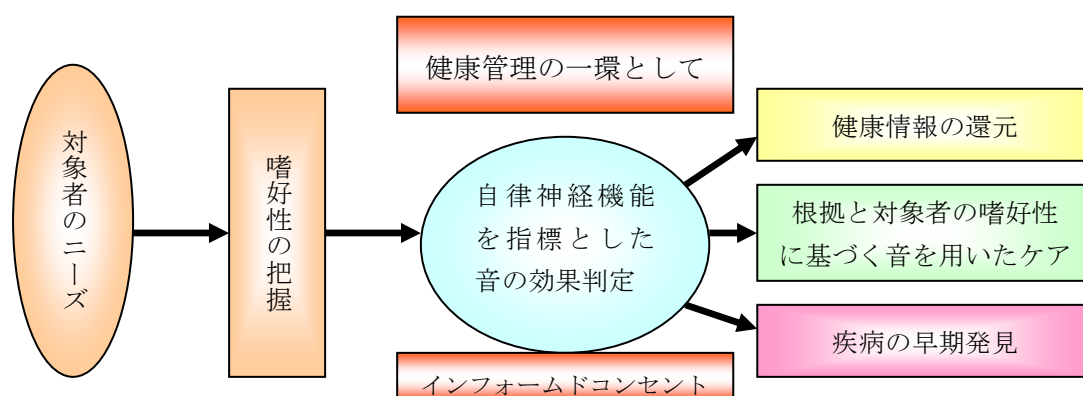 健康管理の一環として
対象者のニーズ
嗜好性の把握
自律神経機能
を指標とした
音の効果判定
健康情報の還元
根拠と対象者の嗜好性
に基づく音を用いたケア
疾病の早期発見
インフォームドコンセント